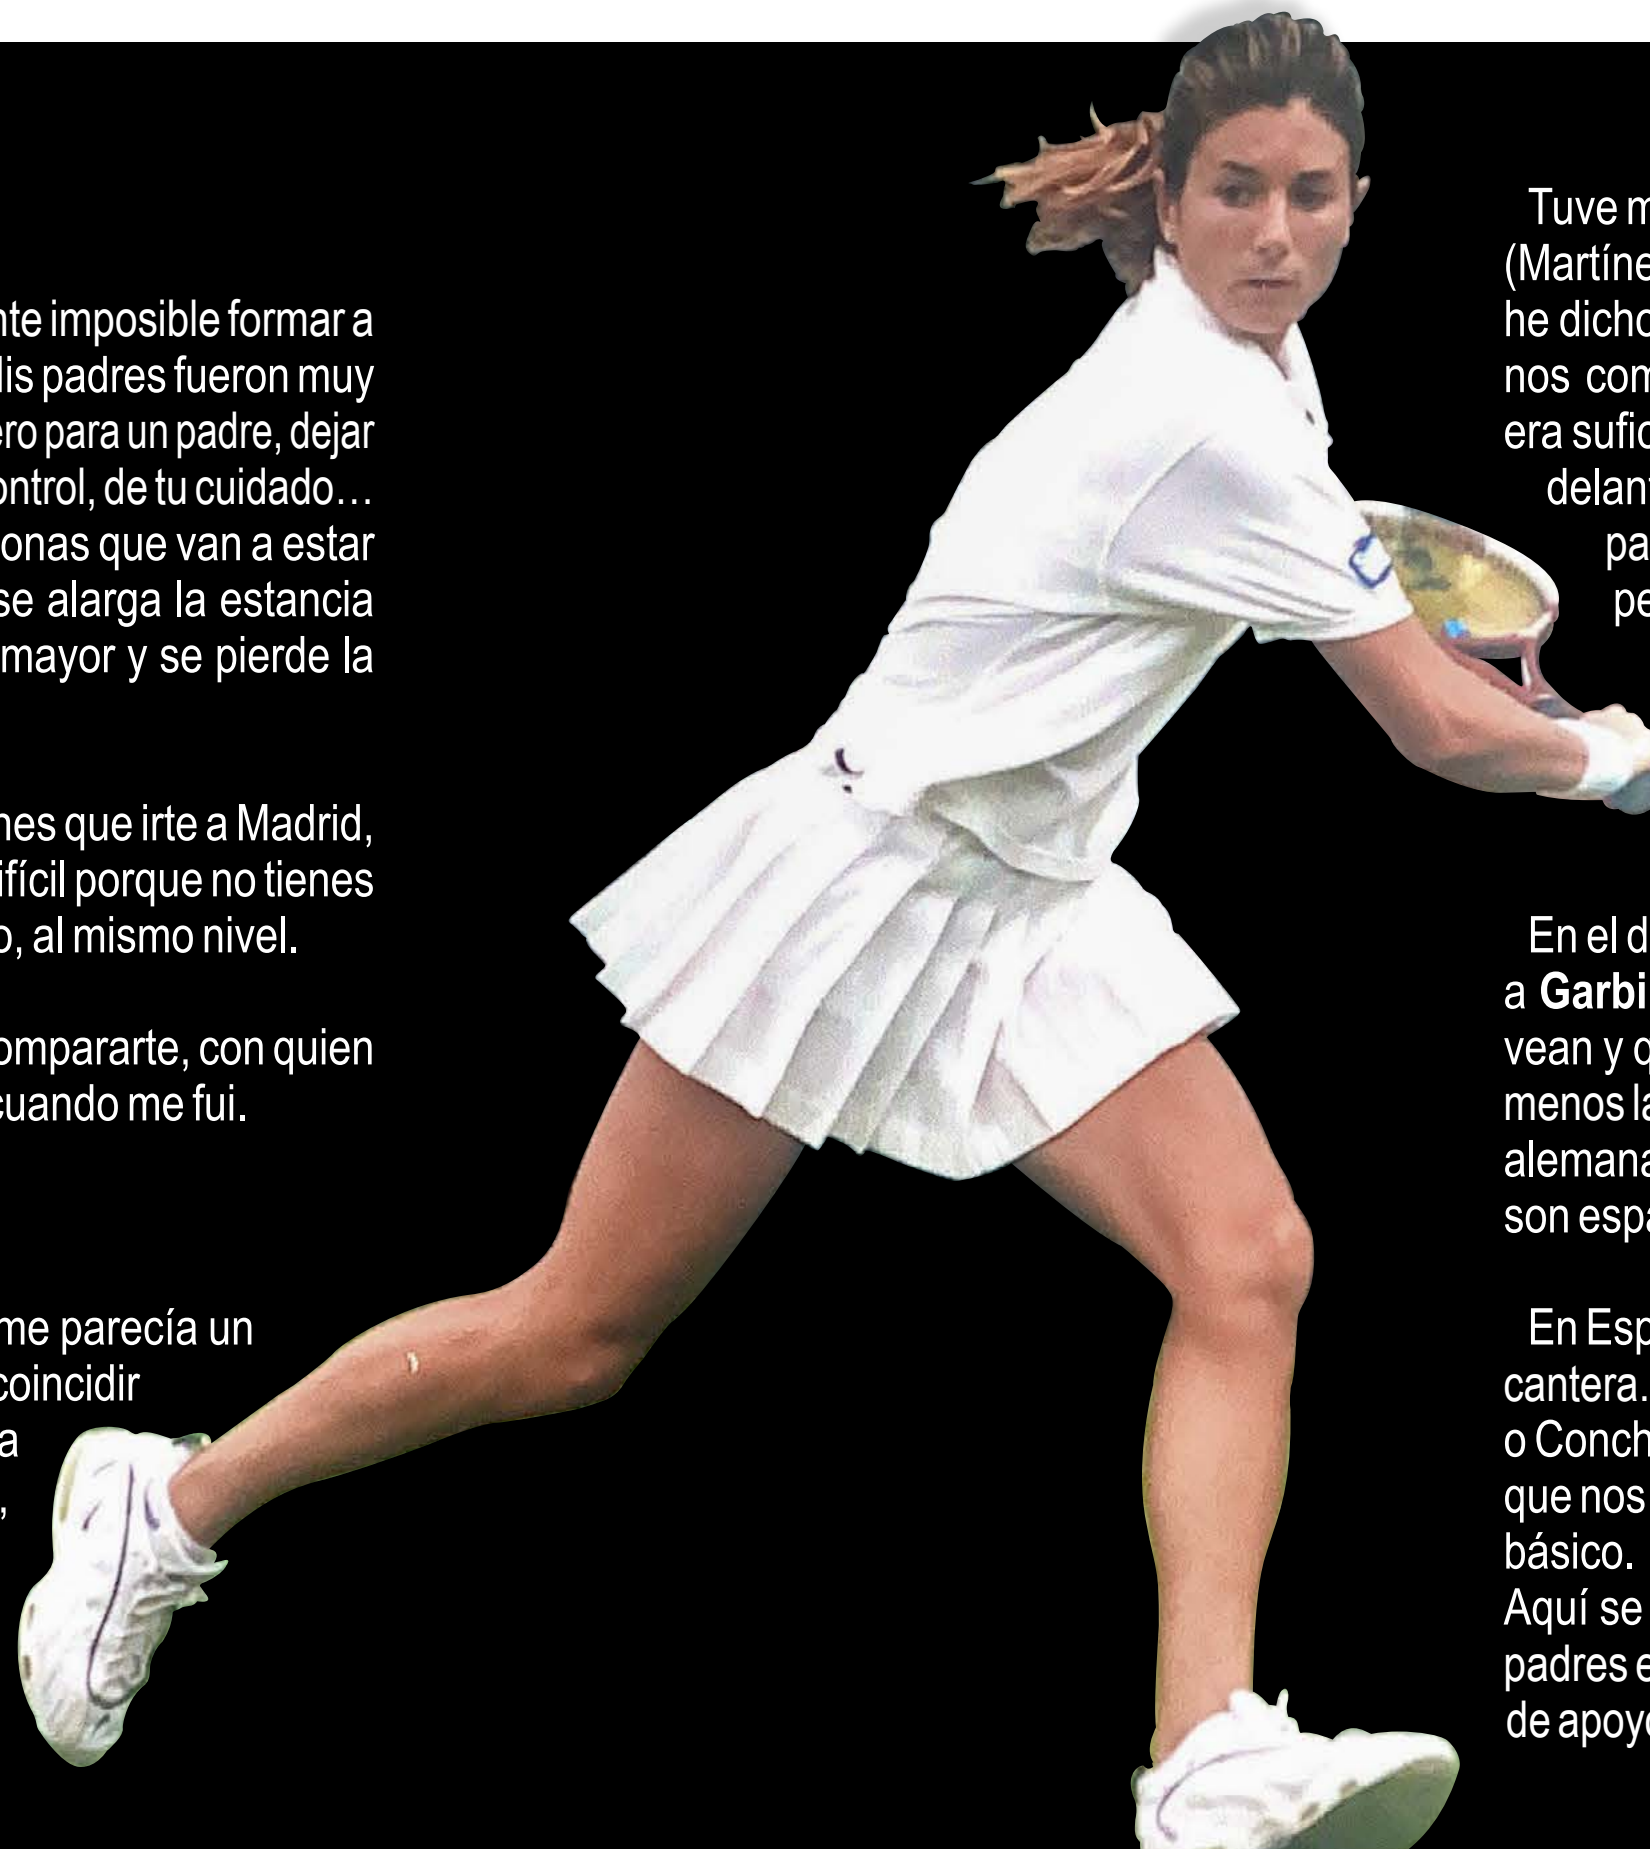 nte imposible formar a
lis padres fueron muy
ero para un padre, dejar
ontrol, de tu cuidado…
onas que van a estar
se alarga la estancia
mayor y se pierde la
nes que irte a Madrid,
ifícil porque no tienes
o, al mismo nivel.
ompararte, con quien
cuando me fui.
me parecía un
coincidir
a
,
Tuve m
(Martíne
he dicho
nos com
era sufic
delant
pa
pe
En el d
a Garbi
vean y q
menos la
alemana
son espa
En Esp
cantera.
o Conch
que nos
básico.
Aquí se
padres e
de apoyo